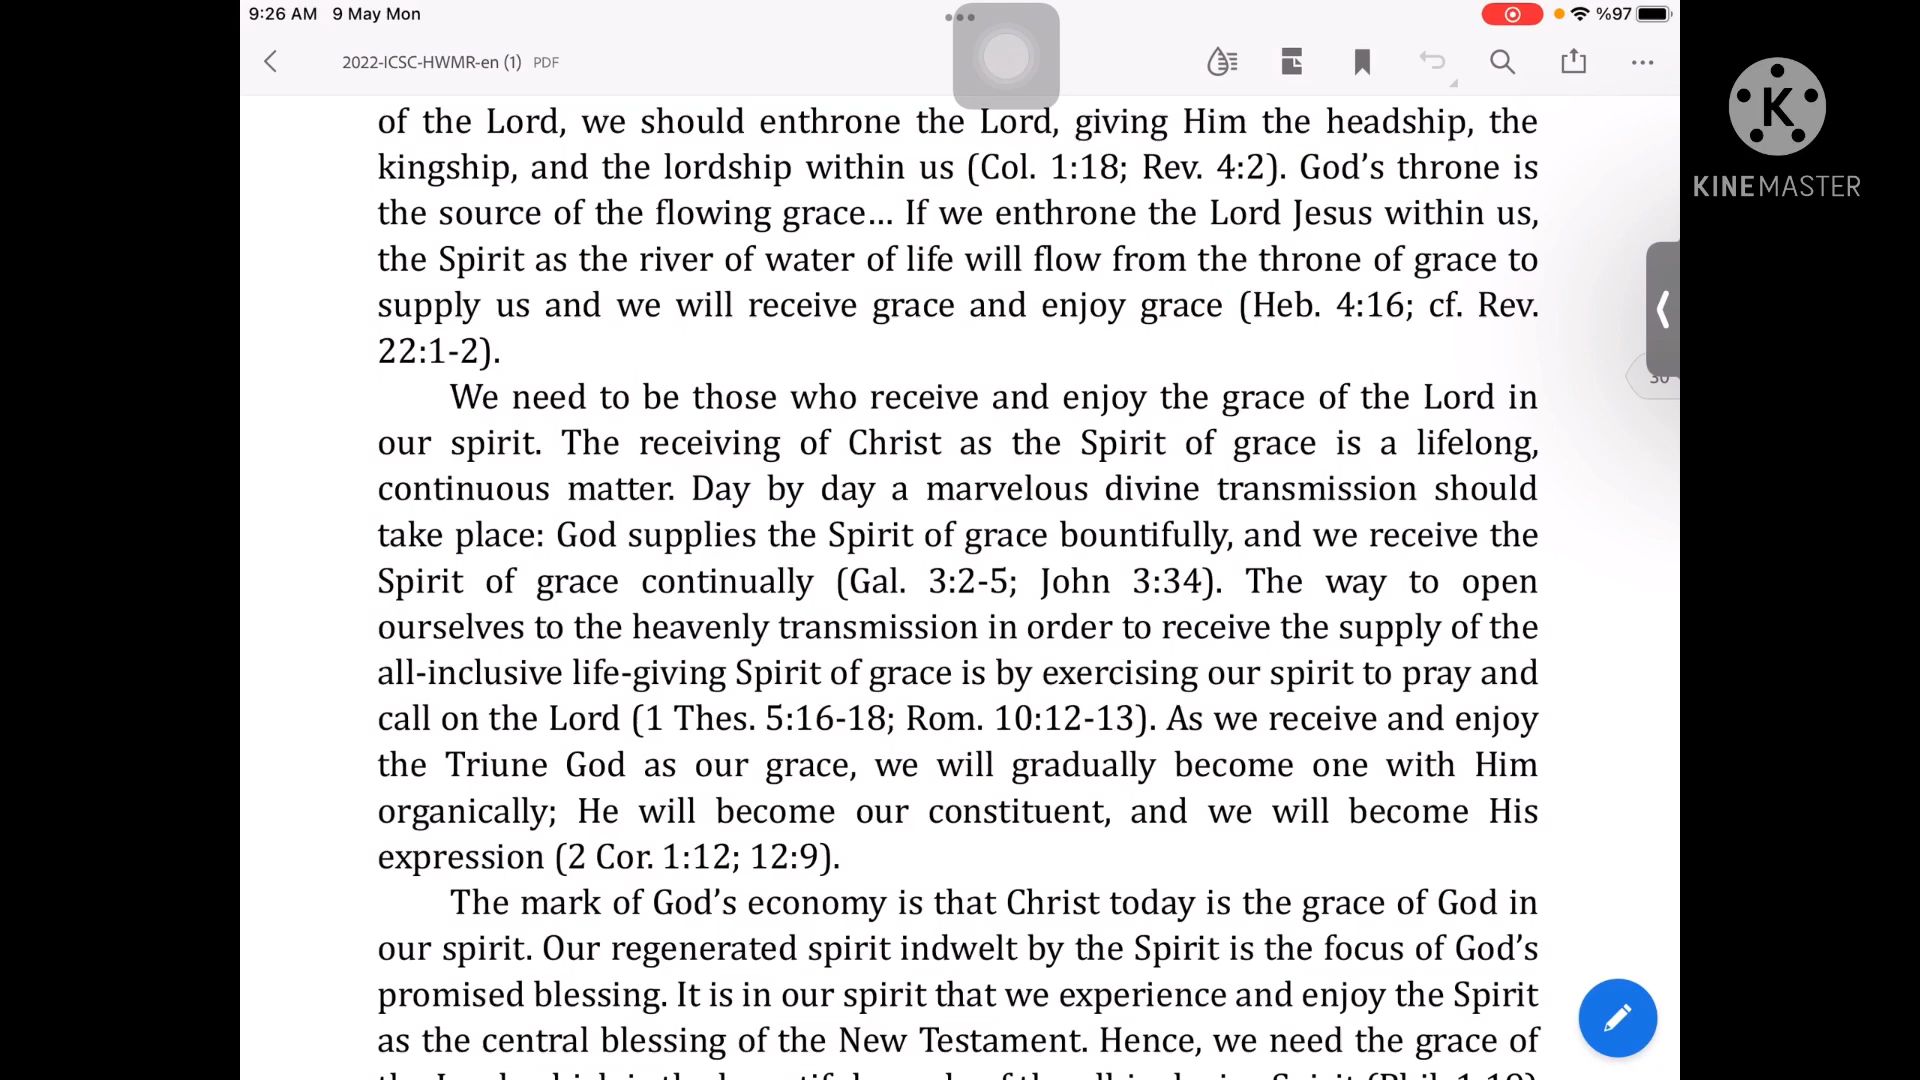 9:26 AM 9 May Mon
%97
2022-ICSC-HWMR-en (1) PDF
K
KINEMASTER
of the Lord, we should enthrone the Lord, giving Him the headship, the
kingship, and the lordship within us (Col. 1:18; Rev. 4:2). God’s throne is
the source of the flowing grace… If we enthrone the Lord Jesus within us,
the Spirit as the river of water of life will flow from the throne of grace to
supply us and we will receive grace and enjoy grace (Heb. 4:16; cf. Rev.
22:1-2).
We need to be those who receive and enjoy the grace of the Lord in
our spirit. The receiving of Christ as the Spirit of grace is a lifelong,
continuous matter. Day by day a marvelous divine transmission should
take place: God supplies the Spirit of grace bountifully, and we receive the
Spirit of grace continually (Gal. 3:2-5; John 3:34). The way to open
ourselves to the heavenly transmission in order to receive the supply of the
all-inclusive life-giving Spirit of grace is by exercising our spirit to pray and
call on the Lord (1 Thes. 5:16-18; Rom. 10:12-13). As we receive and enjoy
the Triune God as our grace, we will gradually become one with Him
organically; He will become our constituent, and we will become His
expression (2 Cor. 1:12; 12:9).
The mark of God’s economy is that Christ today is the grace of God in
our spirit. Our regenerated spirit indwelt by the Spirit is the focus of God’s
promised blessing. It is in our spirit that we experience and enjoy the Spirit
as the central blessing of the New Testament. Hence, we need the grace of